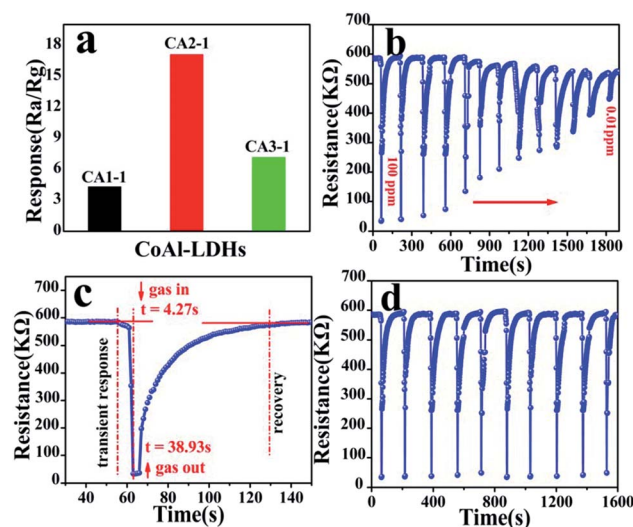 a
Response(Ra/Rg)
18
15
12
9
6
3
0
CA1-1
CA2-1
CA3-1
CoAl-LDHs
b
Resistance(KΩ)
700
600
500
400
300
200
100
0
100 ppm
0.01ppm
0 300 600 900 1200 1500 1800
Time(s)
c
Resistance(KΩ)
700
600
500
400
300
200
100
0
gas in
t = 4.27s
transient response
recovery
t = 38.93s
gas out
40 60 80 100 120 140
Time(s)
d
Resistance(KΩ)
700
600
500
400
300
200
100
0
0 400 800 1200 1600
Time(s)